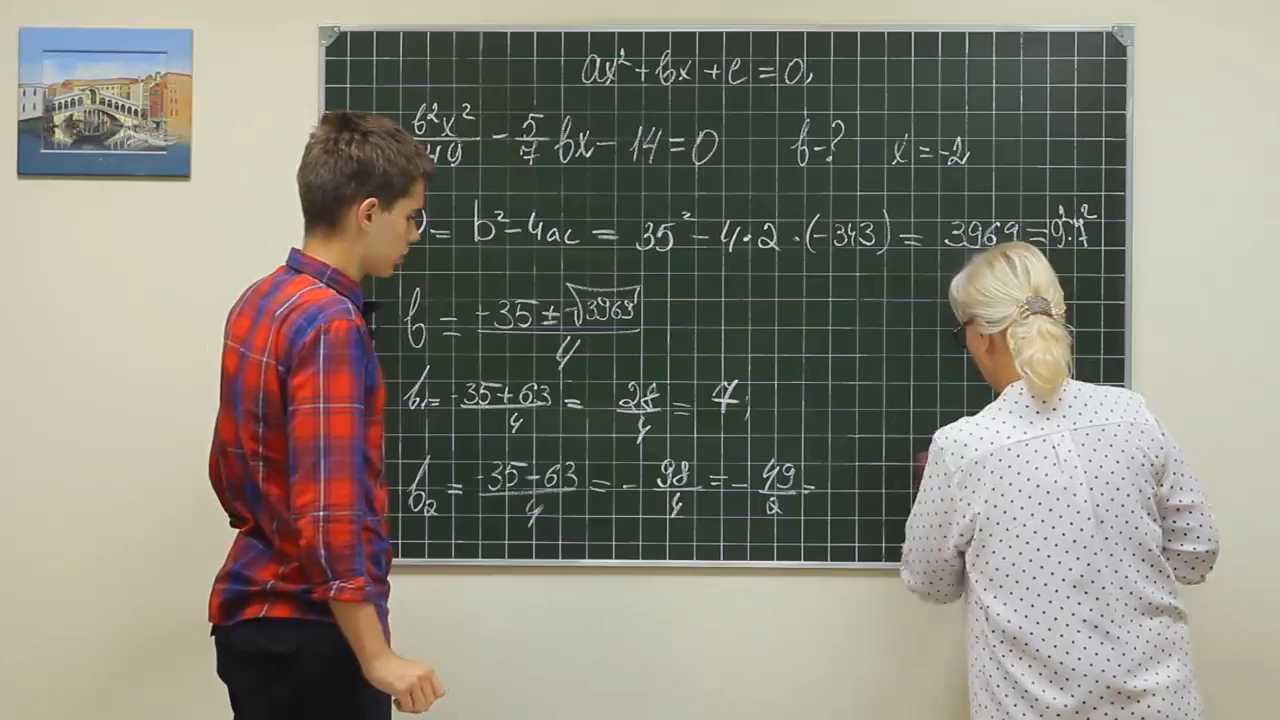 ax² + bx + c = 0,
b²x²/49 - 5/7 bx - 14 = 0 b-? x = -2
D = b² - 4ac = 35² - 4·2·(-343) = 3969 = 9²·7²
b = (-35 ± √3969)/4
b₁ = (-35+63)/4 = 28/4 = 7;
b₂ = (-35-63)/4 = -98/4 = -49/2 =